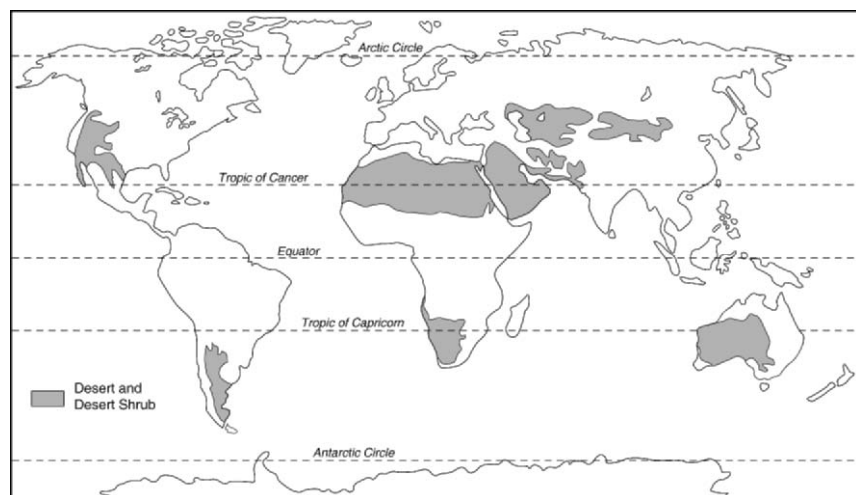 Arctic Circle
Tropic of Cancer
Equator
Tropic of Capricorn
Desert and
Desert Shrub
Antarctic Circle